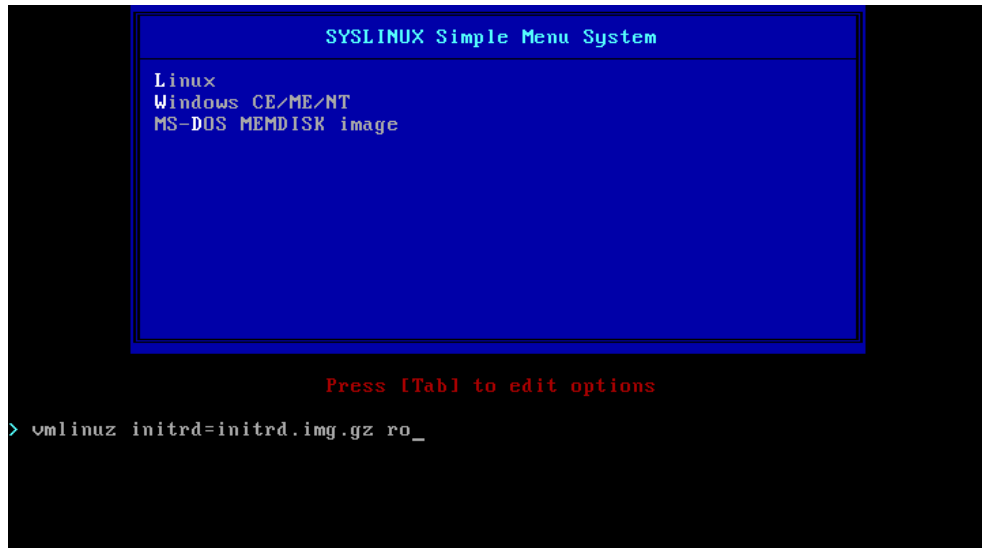 SYSLINUX Simple Menu System
Linux
Windows CE/ME/NT
MS-DOS MEMDISK image
Press [Tab] to edit options
> vmlinuz initrd=initrd.img.gz ro_